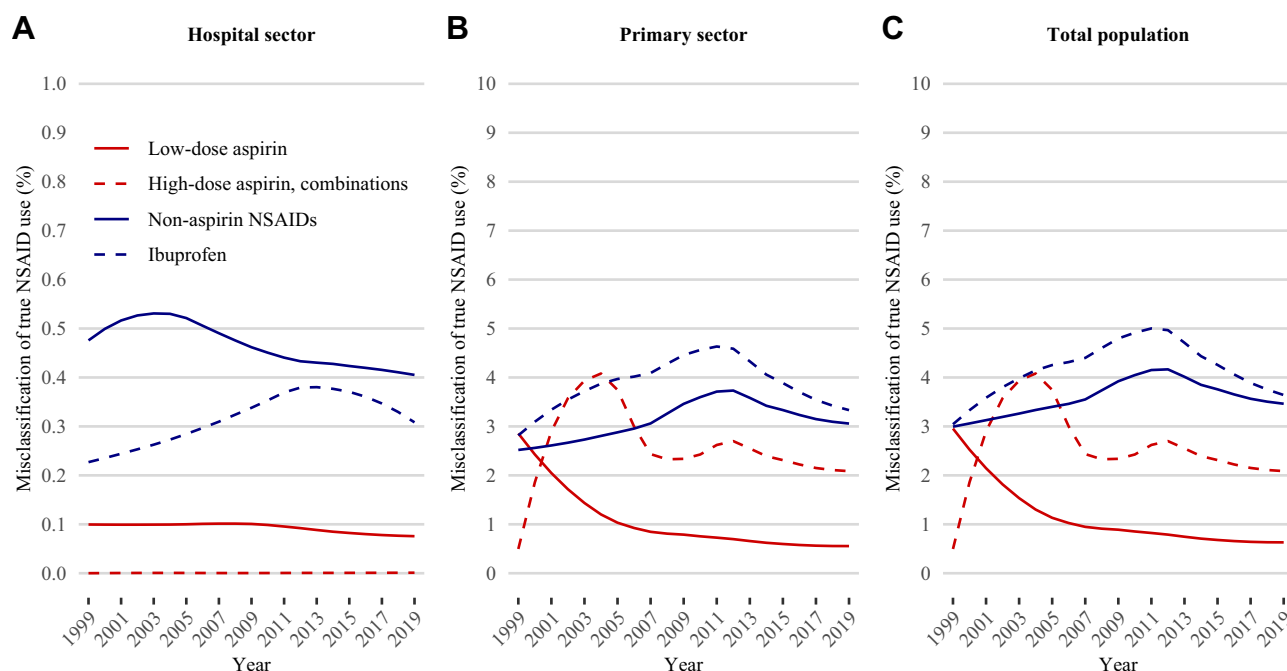 A
Hospital sector
Misclassification of true NSAID use (%)
1.0
0.9
0.8
0.7
0.6
0.5
0.4
0.3
0.2
0.1
0.0
Low-dose aspirin
High-dose aspirin, combinations
Non-aspirin NSAIDs
Ibuprofen
1999 2001 2003 2005 2007 2009 2011 2013 2015 2017 2019
Year
B
Primary sector
Misclassification of true NSAID use (%)
10
9
8
7
6
5
4
3
2
1
0
1999 2001 2003 2005 2007 2009 2011 2013 2015 2017 2019
Year
C
Total population
Misclassification of true NSAID use (%)
10
9
8
7
6
5
4
3
2
1
0
1999 2001 2003 2005 2007 2009 2011 2013 2015 2017 2019
Year